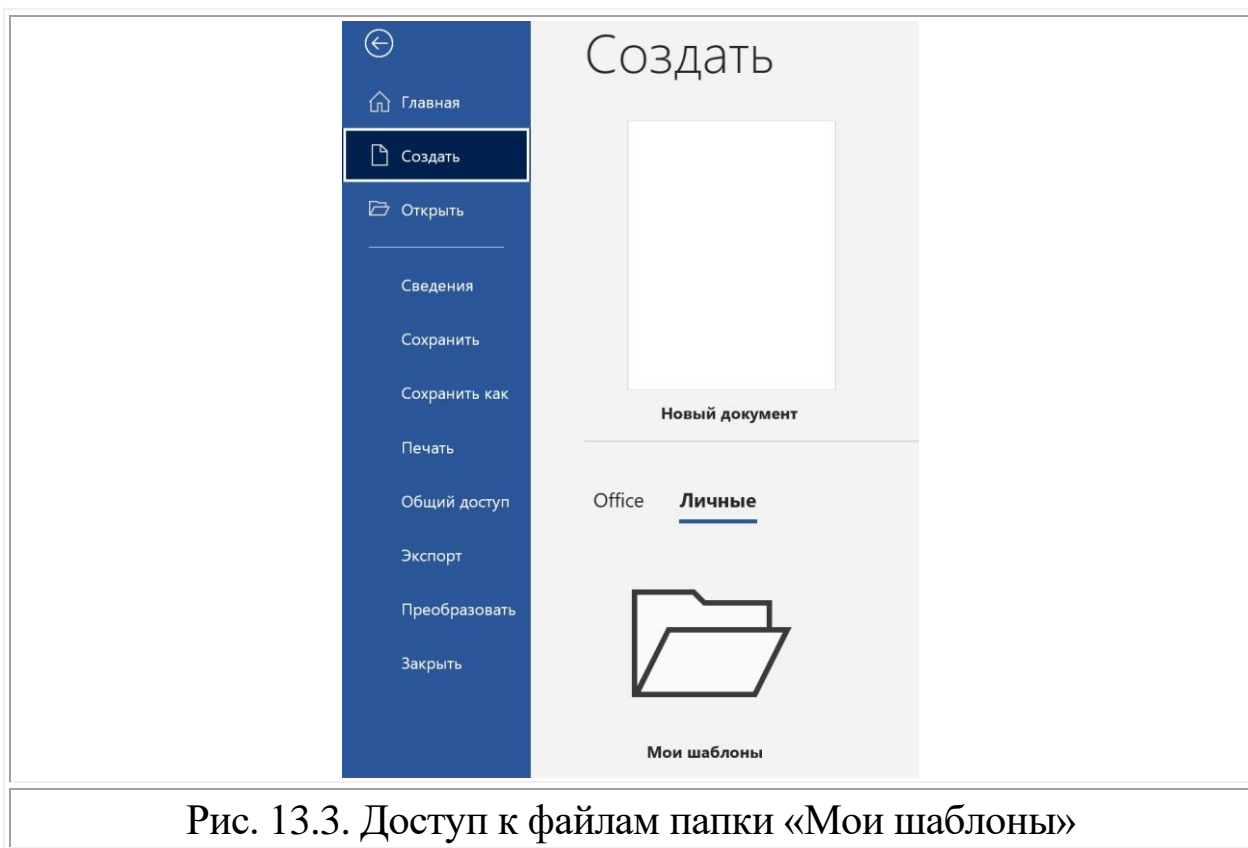 Создать
Главная
Создать
Открыть
Сведения
Сохранить
Сохранить как
Новый документ
Печать
Общий доступ
Office Личные
Экспорт
Преобразовать
Закрыть
Мои шаблоны
Рис. 13.3. Доступ к файлам папки «Мои шаблоны»